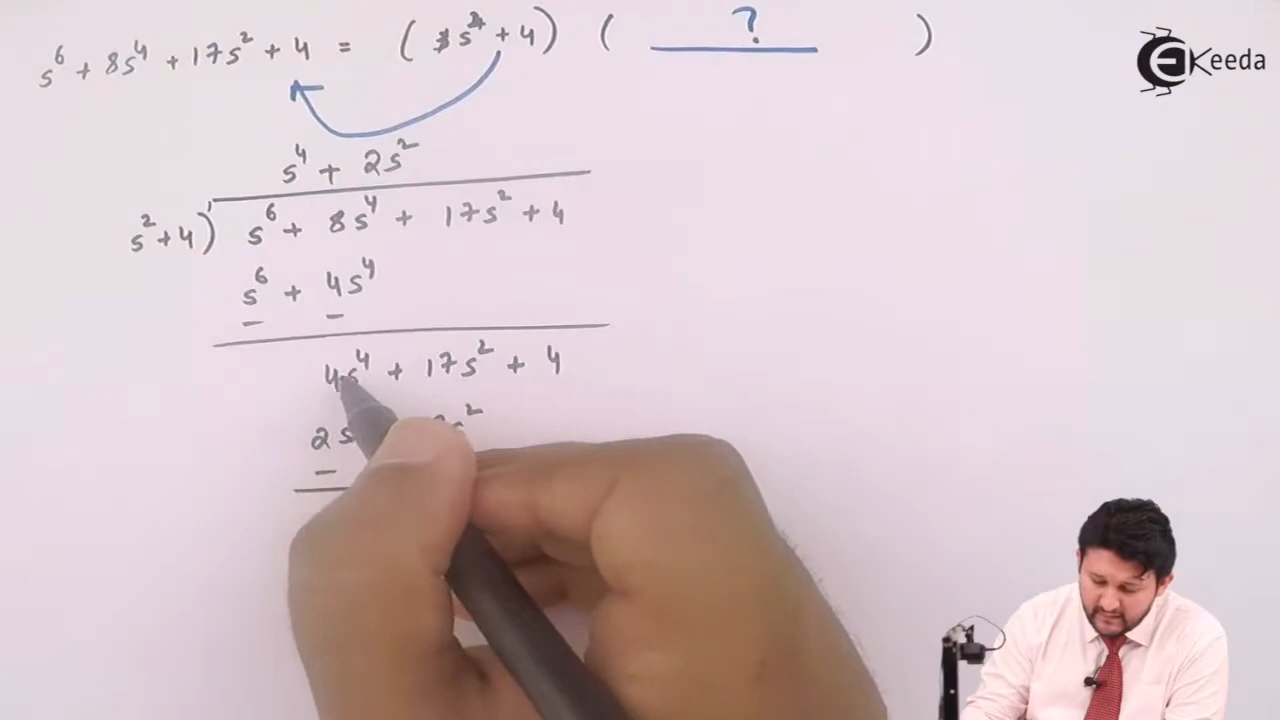 s⁶ + 8s⁴ + 17s² + 4 = ( s² + 4 ) ( ? )
EKeeda
s⁴ + 2s²
s² + 4 ) s⁶ + 8s⁴ + 17s² + 4
s⁶ + 4s⁴
− −
4s⁴ + 17s² + 4
2s
−